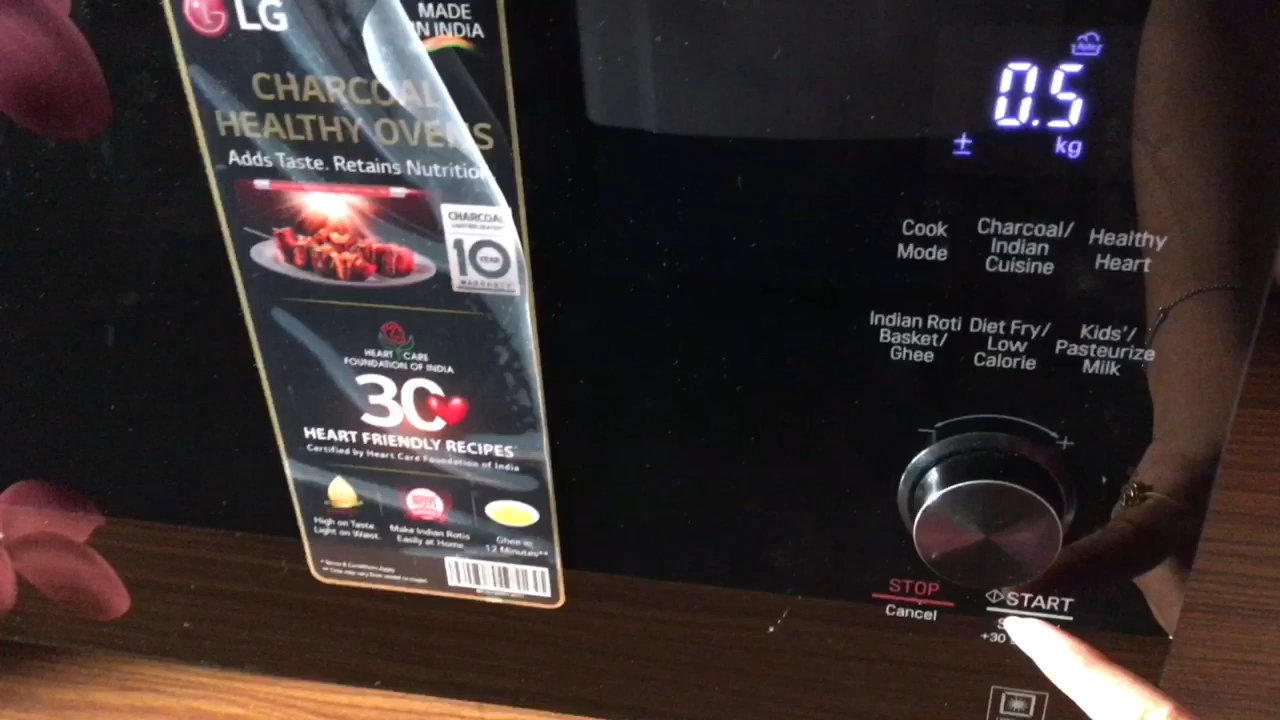 LG
MADE
IN INDIA
CHARCOAL
HEALTHY OVENS
Adds Taste. Retains Nutrition
CHARCOAL
10
YEAR
WARRANTY
HEART CARE
FOUNDATION OF INDIA
30
HEART FRIENDLY RECIPES*
Certified by Heart Care Foundation of India
High on Taste.
Light on Waist.
Make Indian Rotis
Easily at Home
Ghee in
12 Minutes**
0.5
± kg
Cook
Mode
Charcoal/
Indian
Cuisine
Healthy
Heart
Indian Roti
Basket/
Ghee
Diet Fry/
Low
Calorie
Kids'/
Pasteurize
Milk
− +
STOP
Cancel
START
+30